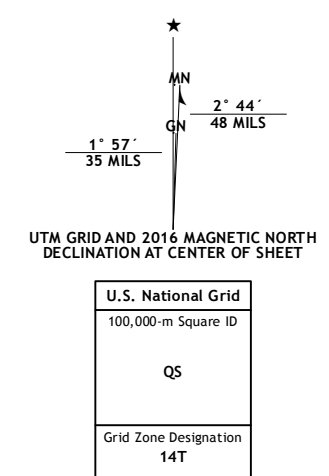 MN
2° 44´
48 MILS
GN
1° 57´
35 MILS
UTM GRID AND 2016 MAGNETIC NORTH
DECLINATION AT CENTER OF SHEET
U.S. National Grid
100,000-m Square ID
QS
Grid Zone Designation
14T